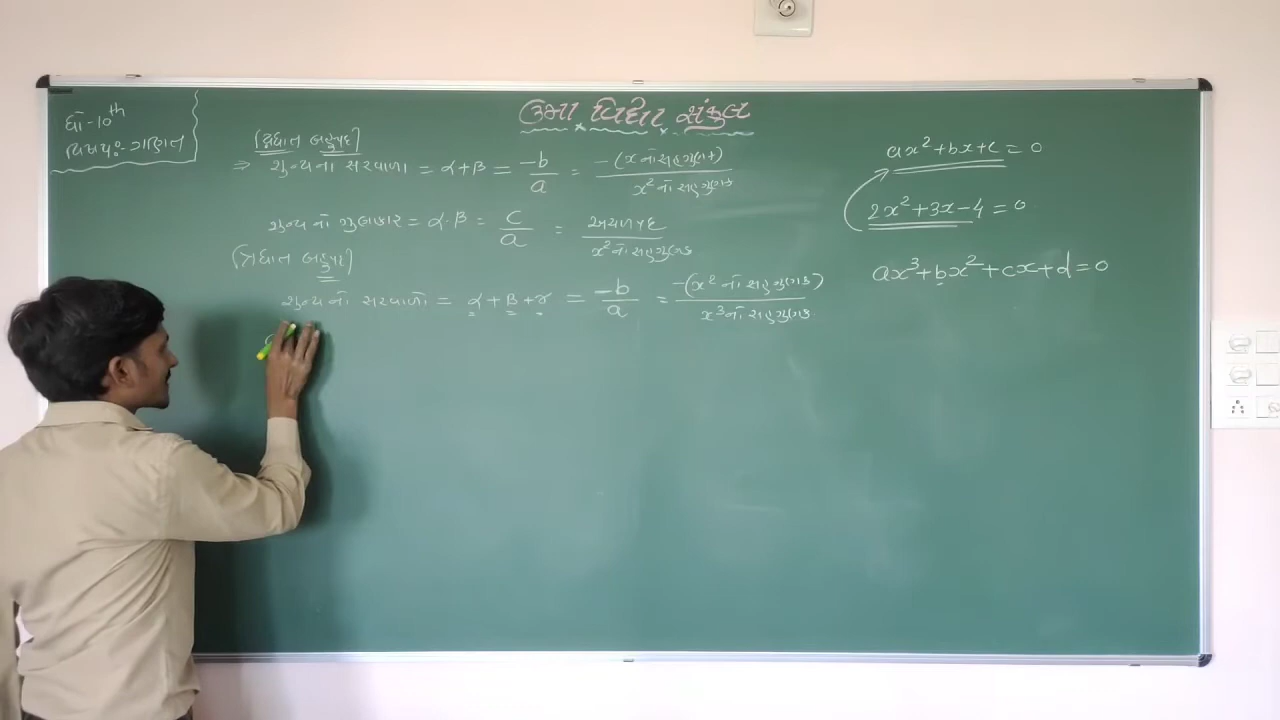 ઉમા વિદ્યા સંકુલ
ધો-10th
વિષયઃ ગણિત
(દ્વિઘાત બહુપદી)
⇒ શુન્યના સરવાળા = α+β = -b/a = -(x નો સહગુણક)/x² નો સહગુણક
શુન્ય નો ગુણાકાર = α·β = c/a = અચળપદ/x² નો સહગુણક
(ત્રિઘાત બહુપદી)
3
શુન્યના સરવાળો = α+β+γ = -b/a = -(x² નો સહગુણક)/x³ નો સહગુણક
ax²+bx+c=0
2x²+3x-4=0
ax³+bx²+cx+d=0